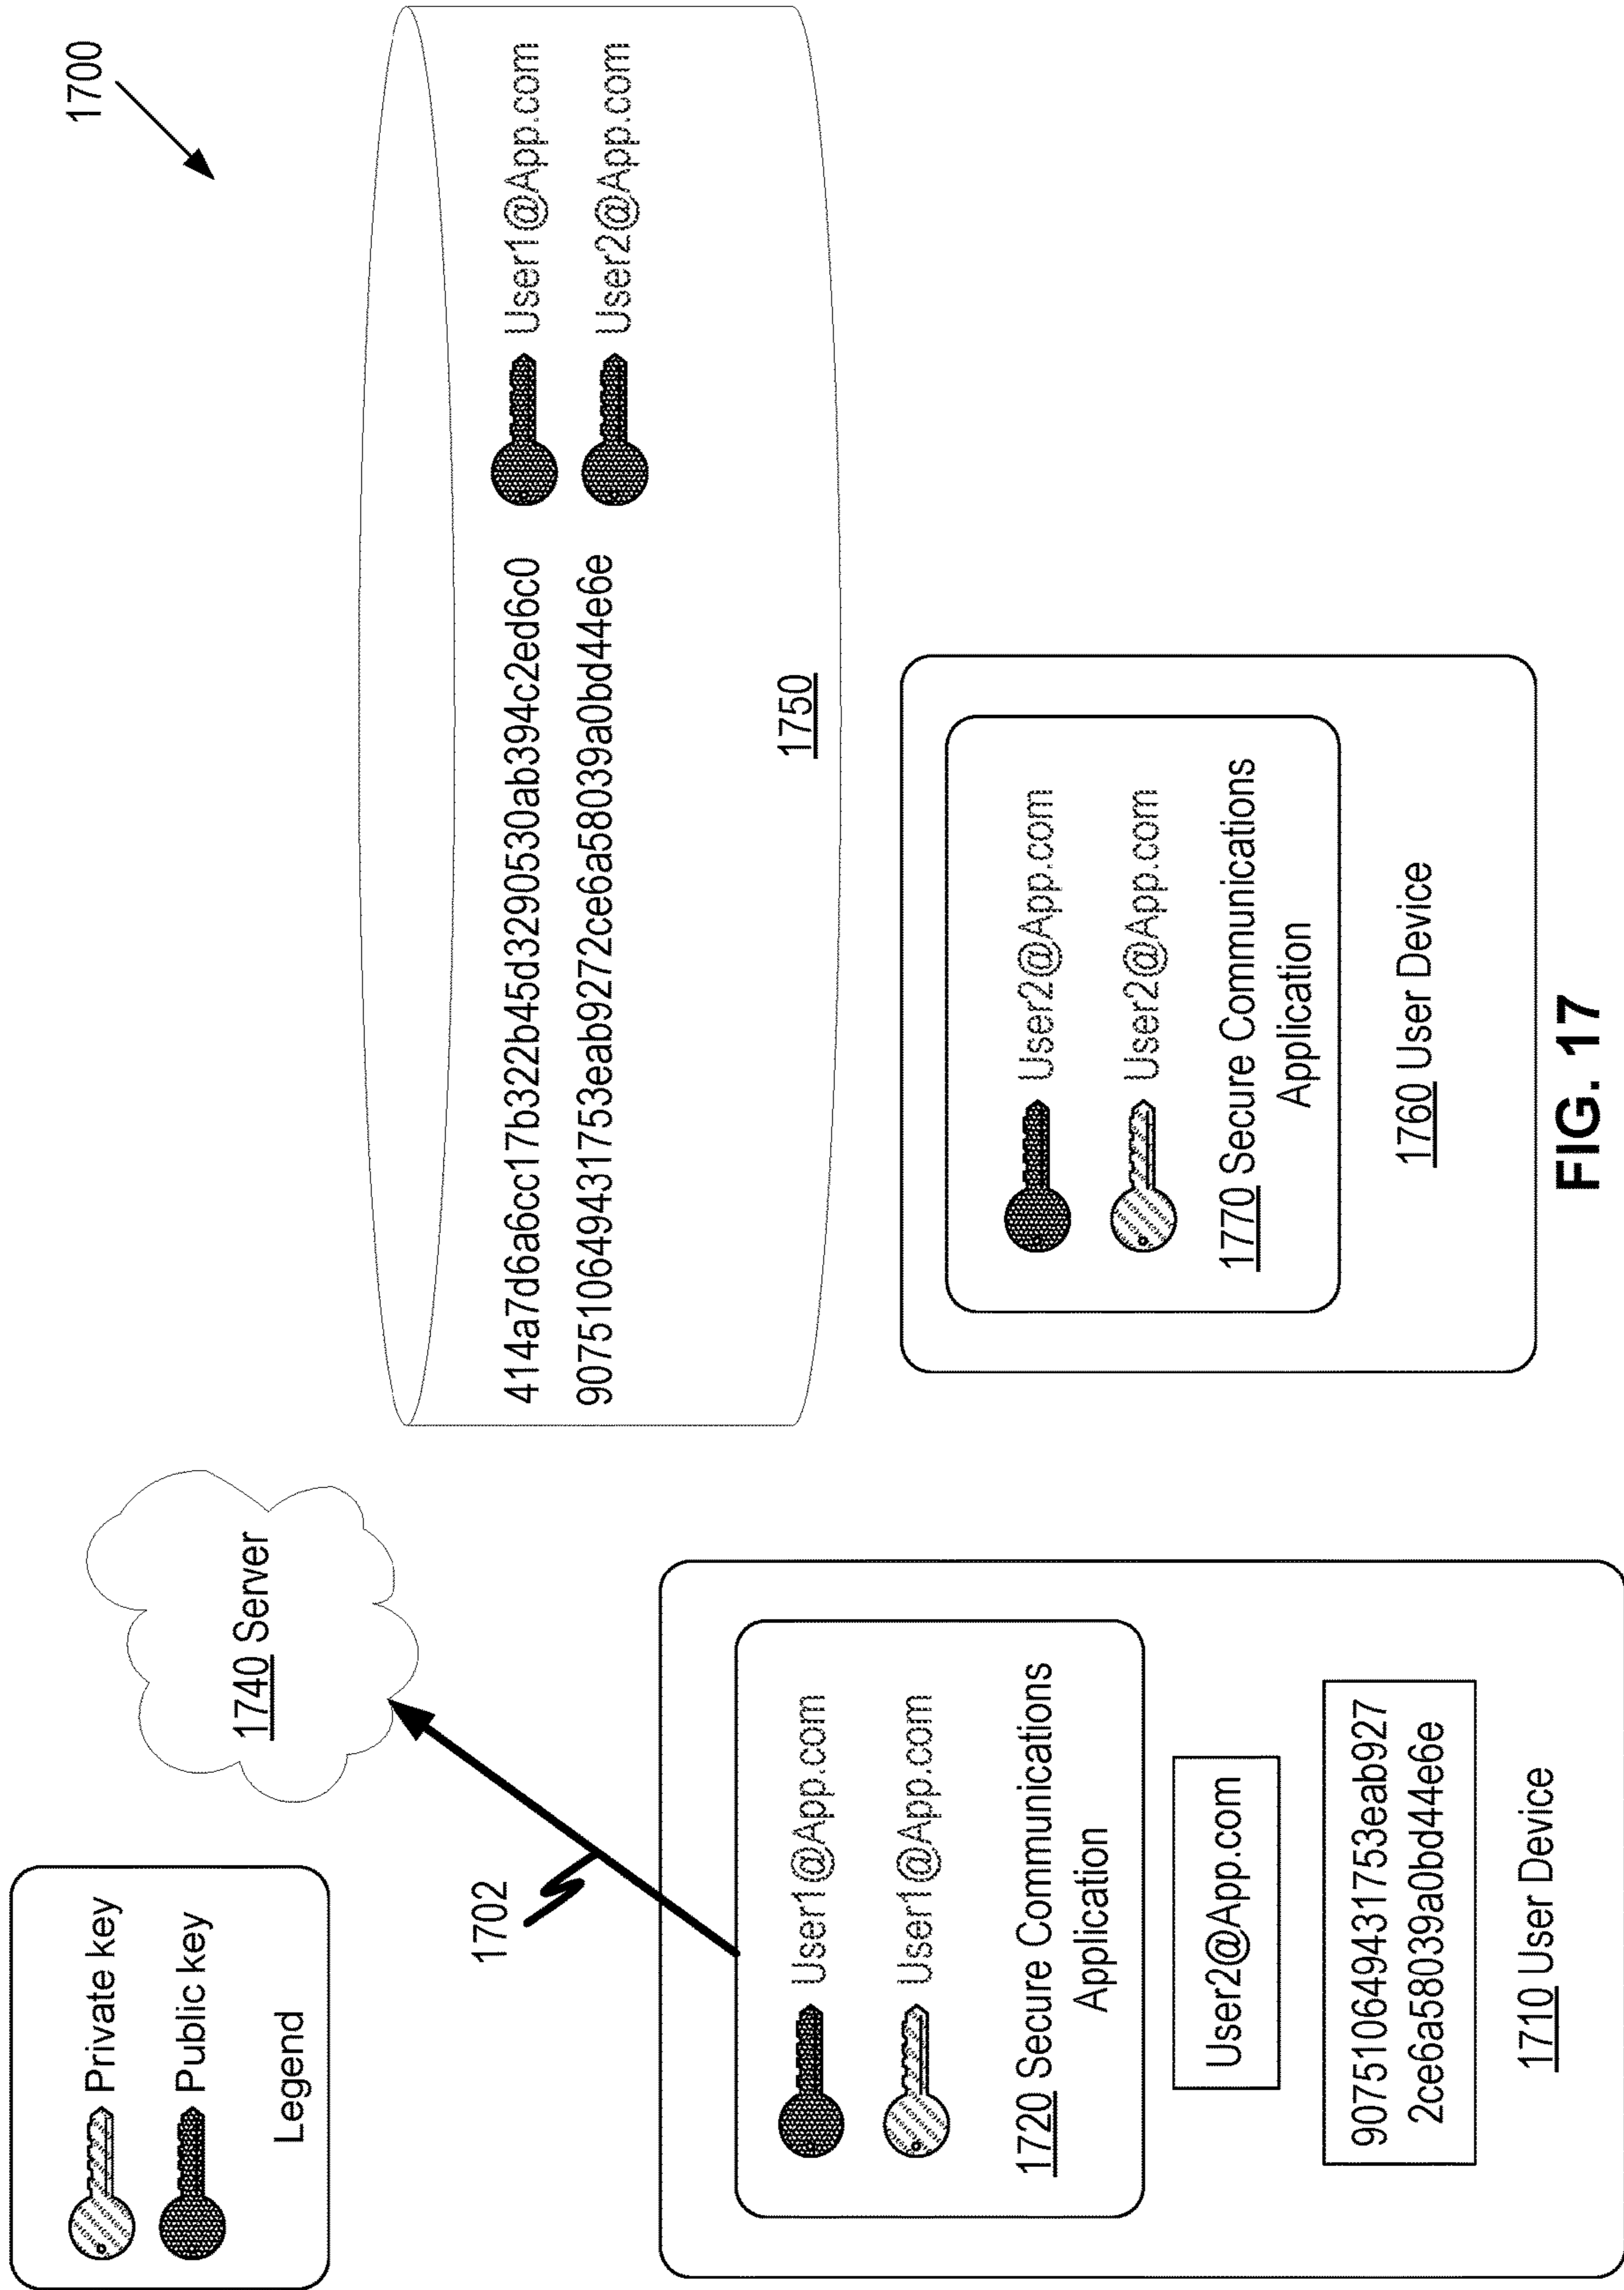 1700
Private key
Public key
Legend
1740 Server
1702
414a7d6a6cc17b322b45d3290530ab394c2ed6c0
User1@App.com
907510649431753eab9272ce6a58039a0bd44e6e
User2@App.com
1750
User1@App.com
User1@App.com
1720 Secure Communications
Application
User2@App.com
907510649431753eab927
2ce6a58039a0bd44e6e
1710 User Device
User2@App.com
User2@App.com
1770 Secure Communications
Application
1760 User Device
FIG. 17